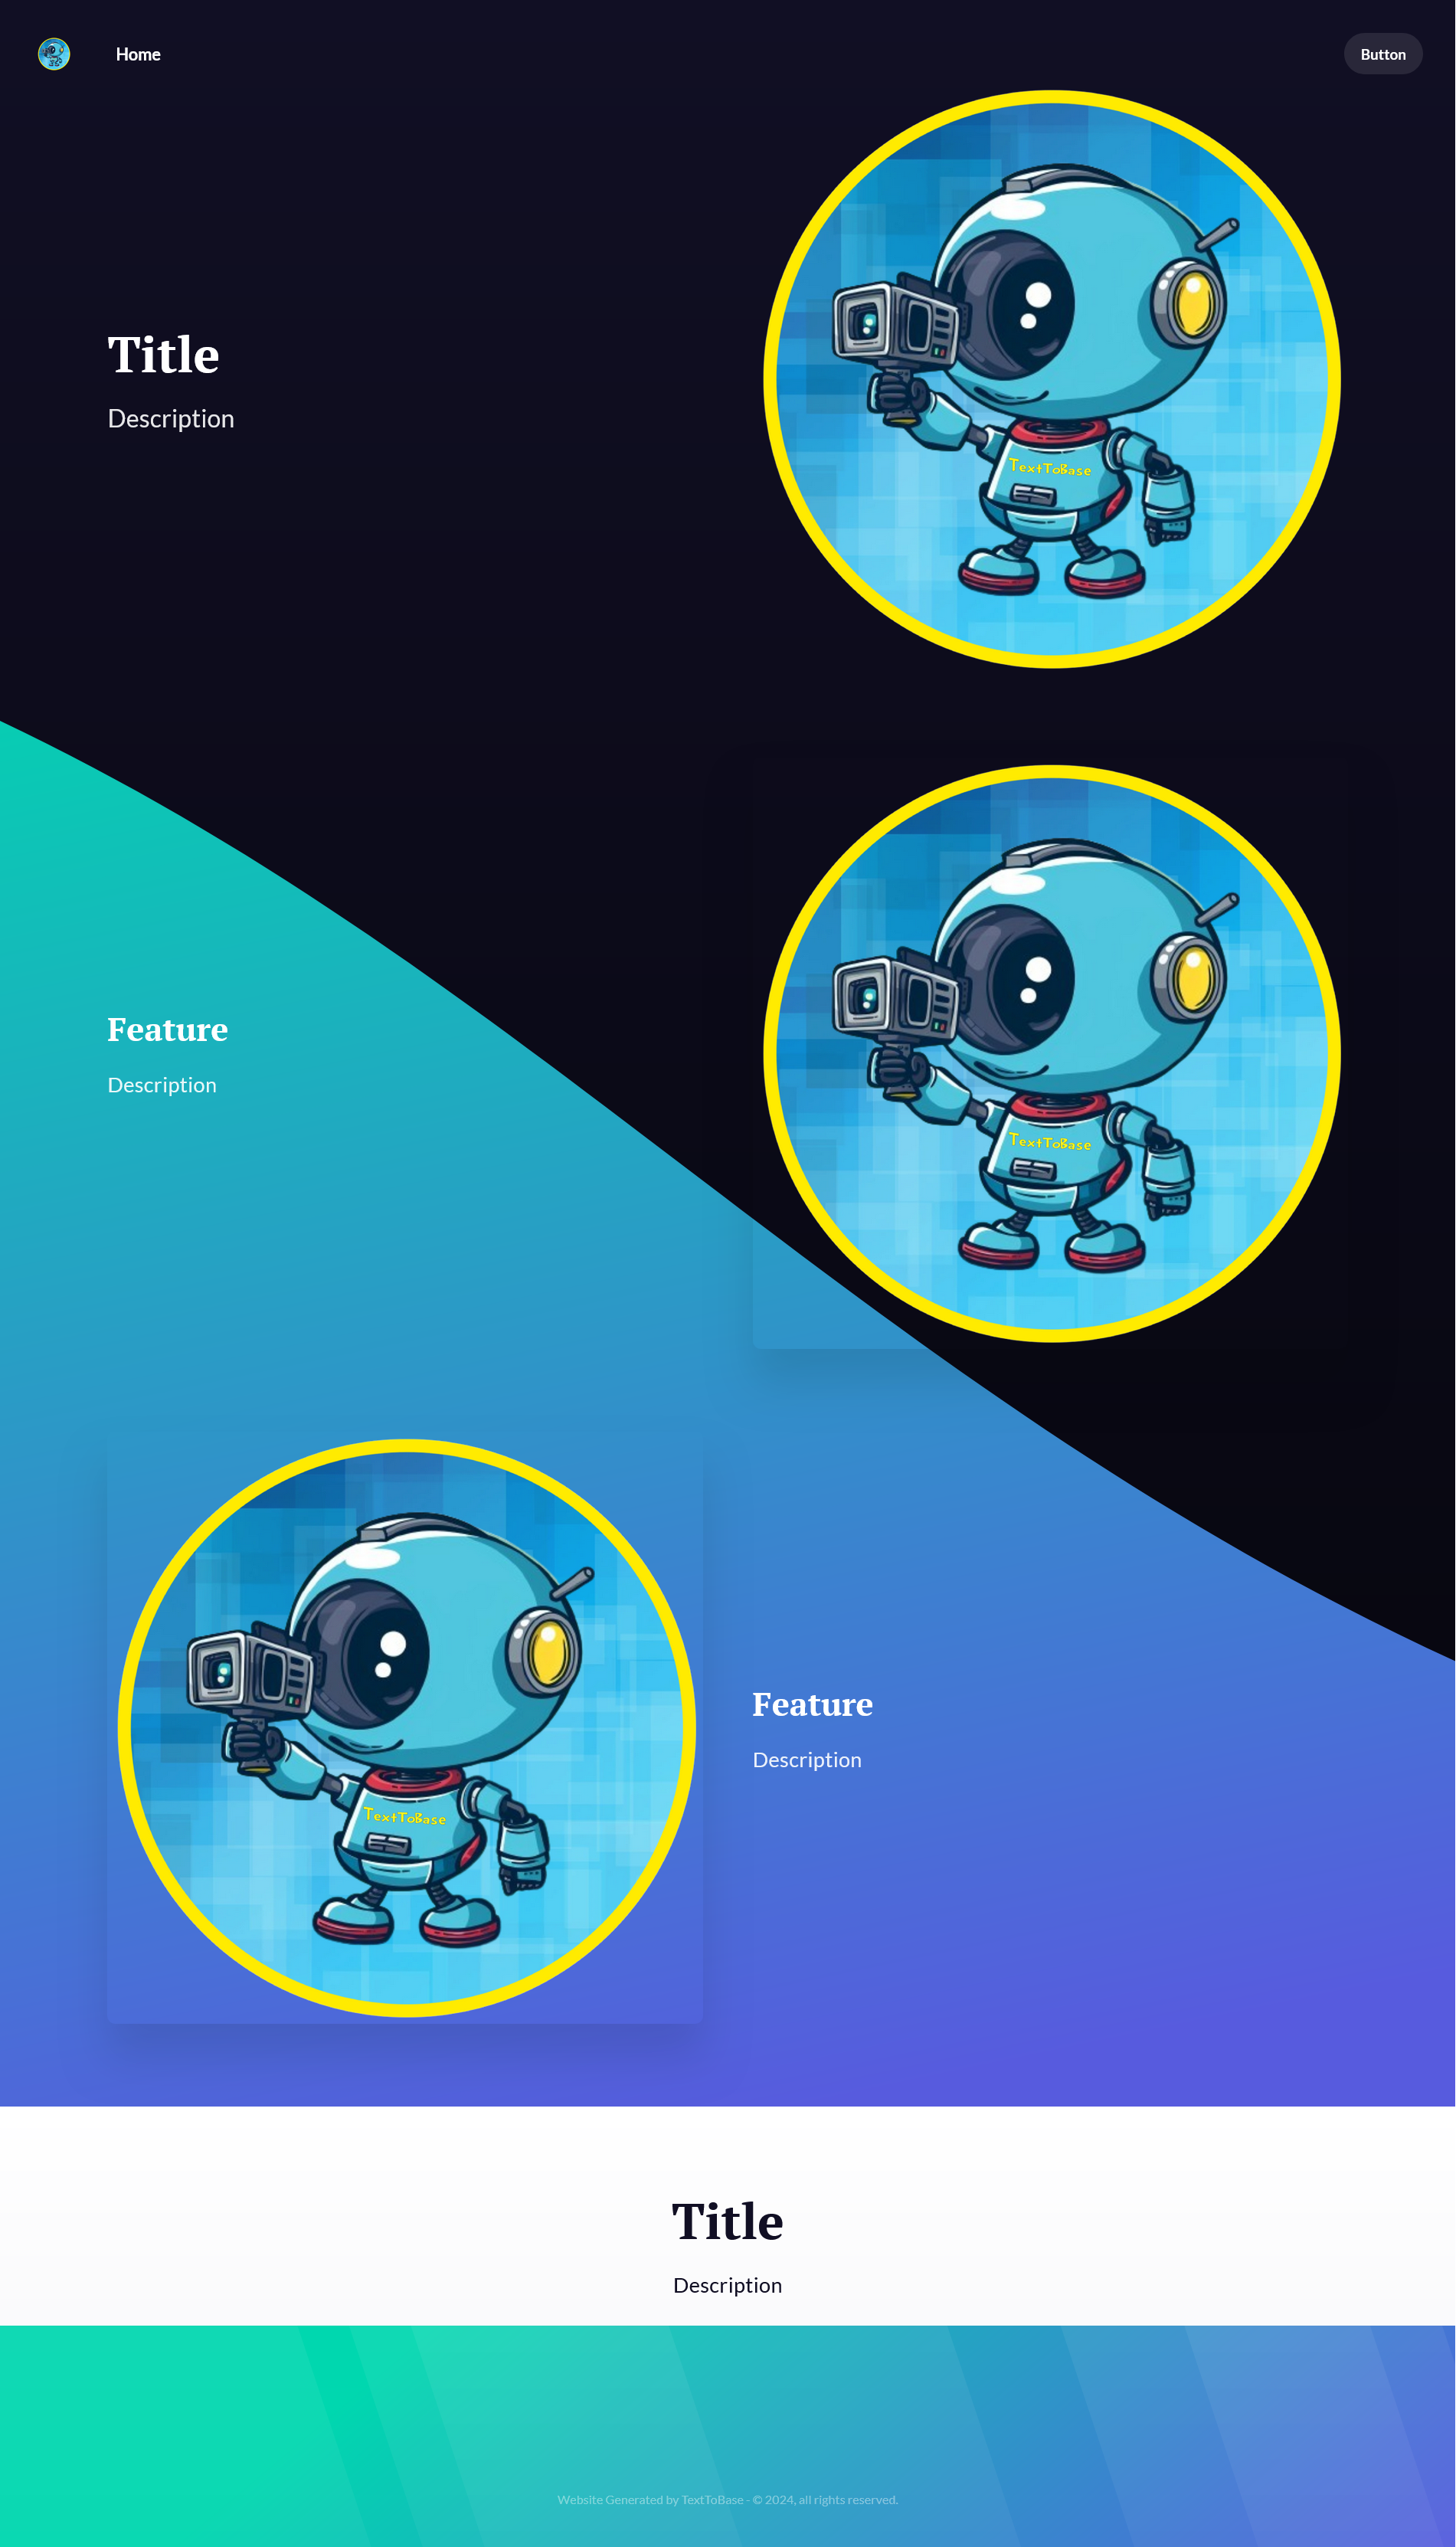 Home
Button
Title
Description
TextToBase
Feature
Description
TextToBase
TextToBase
Feature
Description
Title
Description
Website Generated by TextToBase - © 2024, all rights reserved.